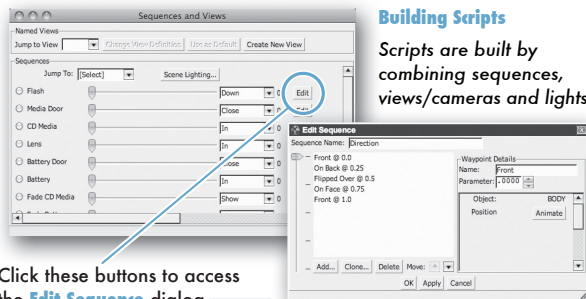 Sequences and Views
Building Scripts
Scripts are built by
combining sequences,
views/cameras and lights
Named Views
Jump to View
Change View Definition
Use as Default
Create New View
Sequences
Jump To: [Select]
Scene Lighting...
Flash Down 0 Edit
Media Door Close 0
CD Media In
Lens In
Battery Door
Battery In
Fade CD Media Show
Edit Sequence
Sequence Name: Direction
Front @ 0.0
On Back @ 0.25
Flipped Over @ 0.5
On Face @ 0.75
Front @ 1.0
Waypoint Details
Name: Front
Parameter: .0000
Object: BODY
Position Animate
Add... Clone... Delete Move:
OK Apply Cancel
Click these buttons to access
the Edit Sequence dialog